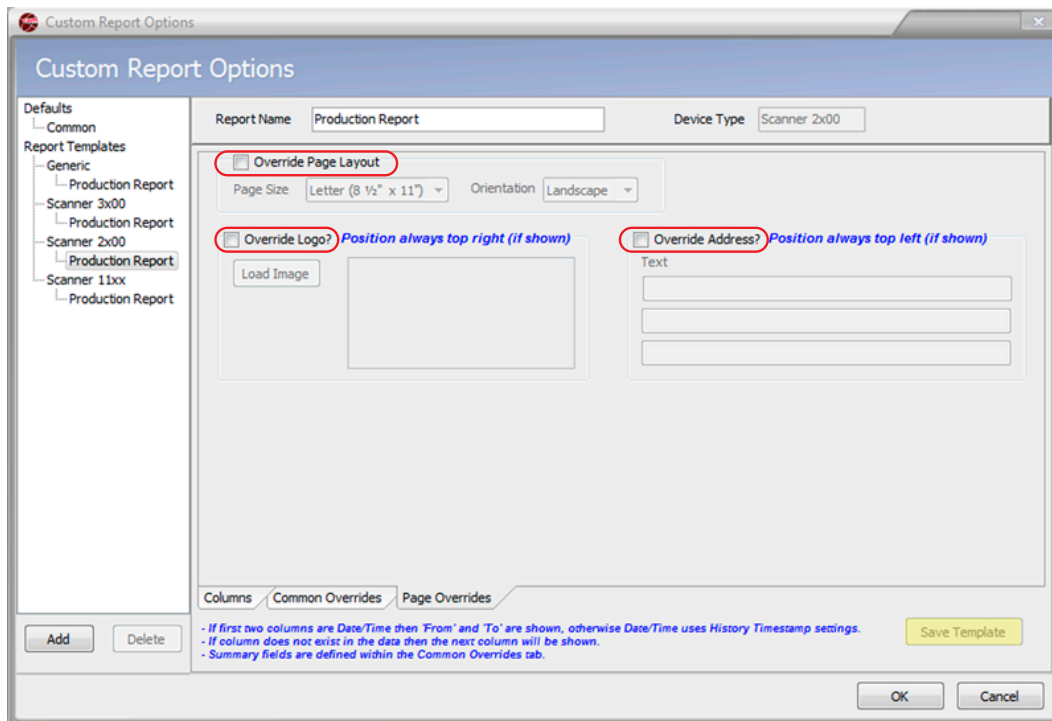 Custom Report Options
Custom Report Options
Defaults
Common
Report Templates
Generic
Production Report
Scanner 3x00
Production Report
Scanner 2x00
Production Report
Scanner 11xx
Production Report
Add
Delete
Report Name
Production Report
Device Type
Scanner 2x00
Override Page Layout
Page Size
Letter (8 ½" x 11")
Orientation
Landscape
Override Logo?
Position always top right (if shown)
Load Image
Override Address?
Position always top left (if shown)
Text
Columns
Common Overrides
Page Overrides
- If first two columns are Date/Time then 'From' and 'To' are shown, otherwise Date/Time uses History Timestamp settings.
- If column does not exist in the data then the next column will be shown.
- Summary fields are defined within the Common Overrides tab.
Save Template
OK
Cancel